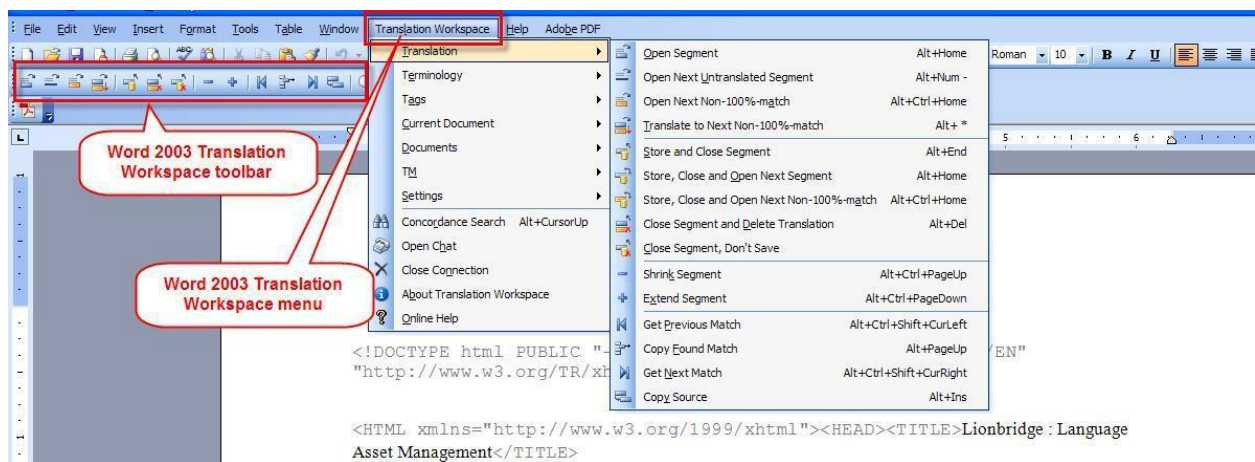 File Edit View Insert Format Tools Table Window Translation Workspace Help Adobe PDF
Roman 10 B I U
Word 2003 Translation
Workspace toolbar
Word 2003 Translation
Workspace menu
Translation
Terminology
Tags
Current Document
Documents
TM
Settings
Concordance Search Alt+CursorUp
Open Chat
Close Connection
About Translation Workspace
Online Help
Open Segment Alt+Home
Open Next Untranslated Segment Alt+Num -
Open Next Non-100%-match Alt+Ctrl+Home
Translate to Next Non-100%-match Alt+ *
Store and Close Segment Alt+End
Store, Close and Open Next Segment Alt+Home
Store, Close and Open Next Non-100%-match Alt+Ctrl+Home
Close Segment and Delete Translation Alt+Del
Close Segment, Don't Save
Shrink Segment Alt+Ctrl+PageUp
Extend Segment Alt+Ctrl+PageDown
Get Previous Match Alt+Ctrl+Shift+CurLeft
Copy Found Match Alt+PageUp
Get Next Match Alt+Ctrl+Shift+CurRight
Copy Source Alt+Ins
5 6
<!DOCTYPE html PUBLIC "- /EN"
"http://www.w3.org/TR/xh
<HTML xmlns="http://www.w3.org/1999/xhtml"><HEAD><TITLE>Lionbridge : Language
Asset Management</TITLE>